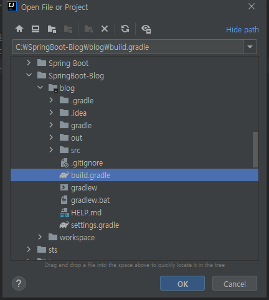 Open File or Project
Hide path
C:₩SpringBoot-Blog₩blog₩build.gradle
Spring Boot
SpringBoot-Blog
blog
.gradle
.idea
gradle
out
src
.gitignore
build.gradle
gradlew
gradlew.bat
HELP.md
settings.gradle
workspace
sts
Drag and drop a file into the space above to quickly locate it in the tree
?
OK
Cancel